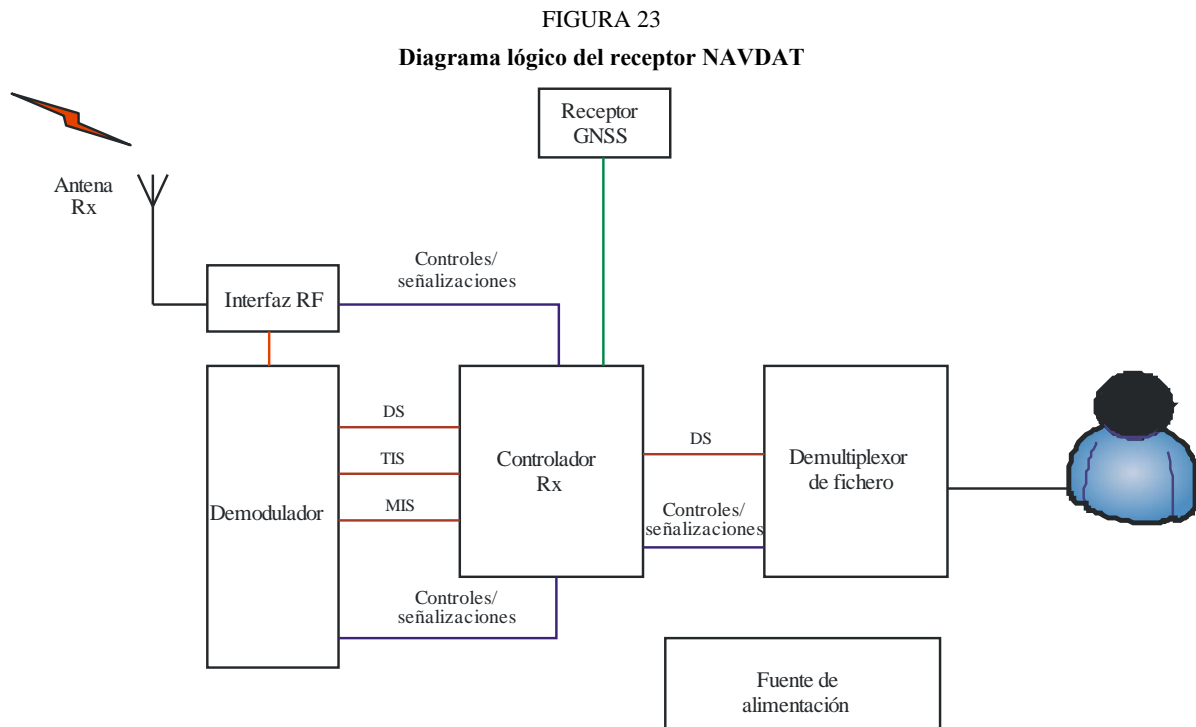 FIGURA 23
Diagrama lógico del receptor NAVDAT
Receptor
GNSS
Antena
Rx
Controles/
señalizaciones
Interfaz RF
DS
TIS
MIS
Demodulador
Controlador
Rx
DS
Controles/
señalizaciones
Demultiplexor
de fichero
Controles/
señalizaciones
Fuente de
alimentación